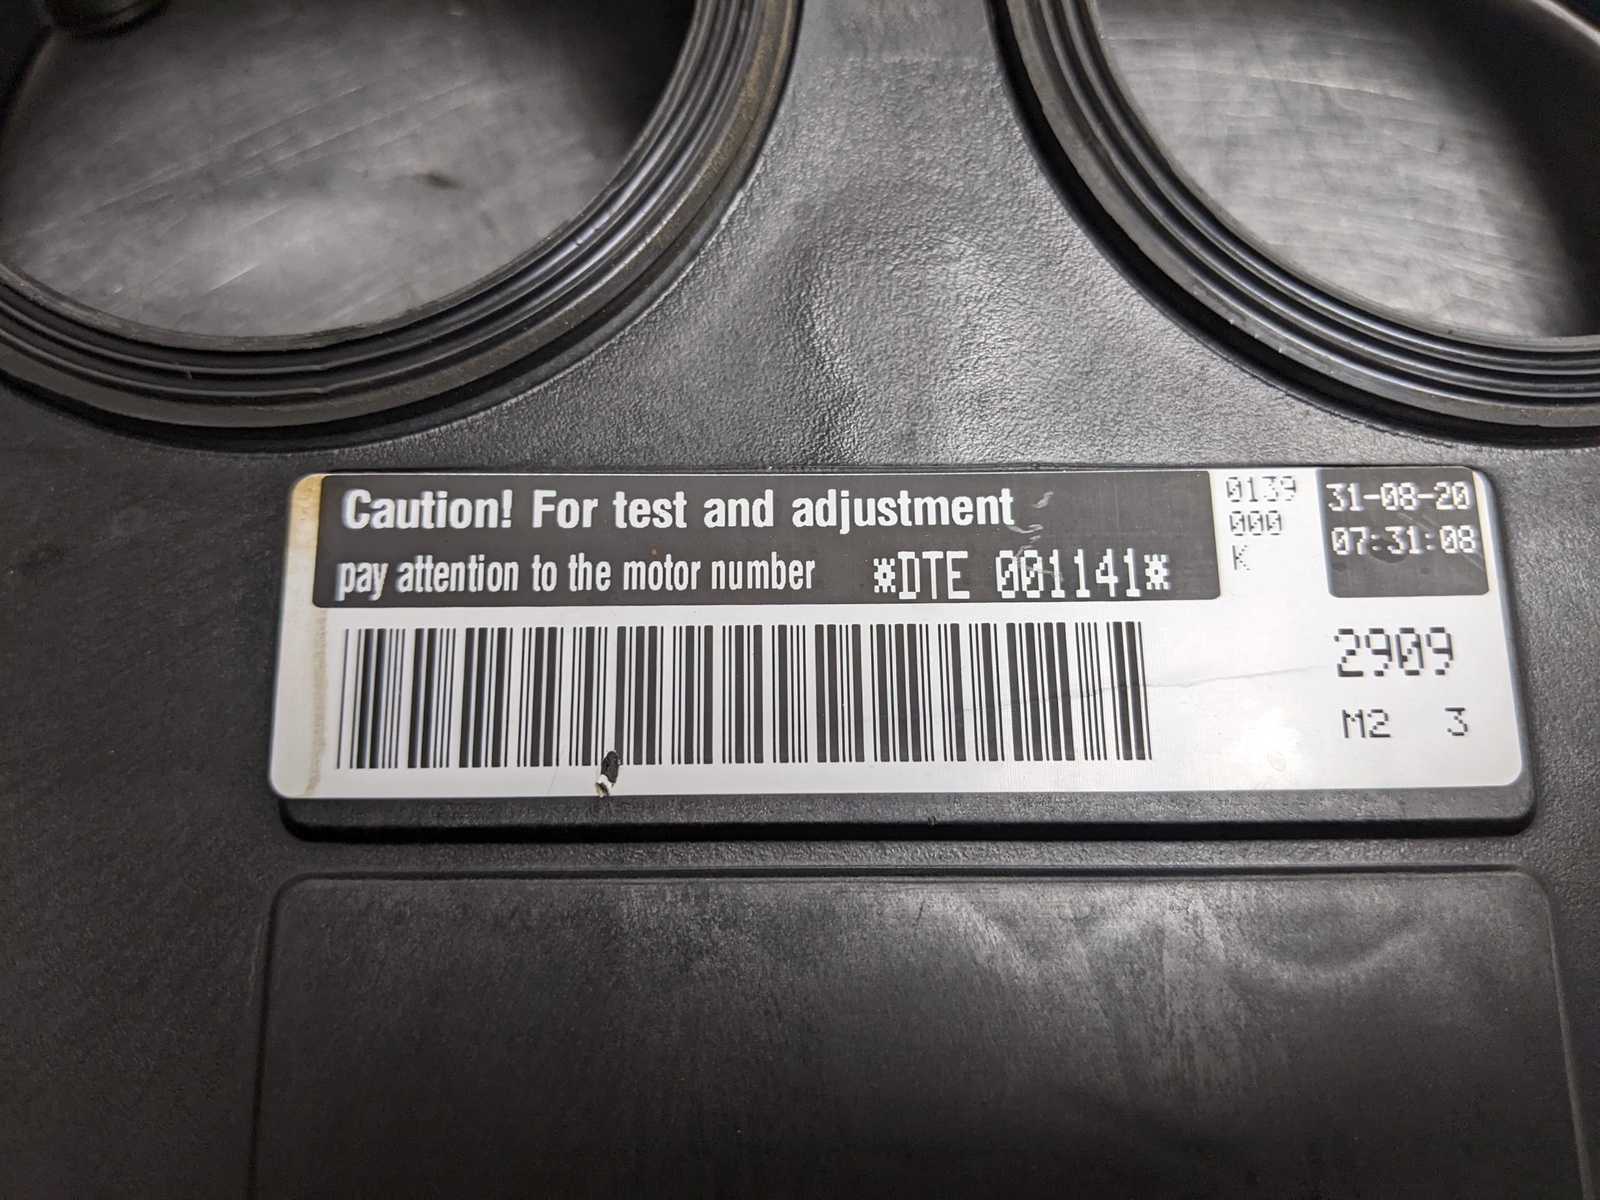 Caution! For test and adjustment
pay attention to the motor number *DTE 001141*
0139
000
K
31-08-20
07:31:08
2909
M2 3